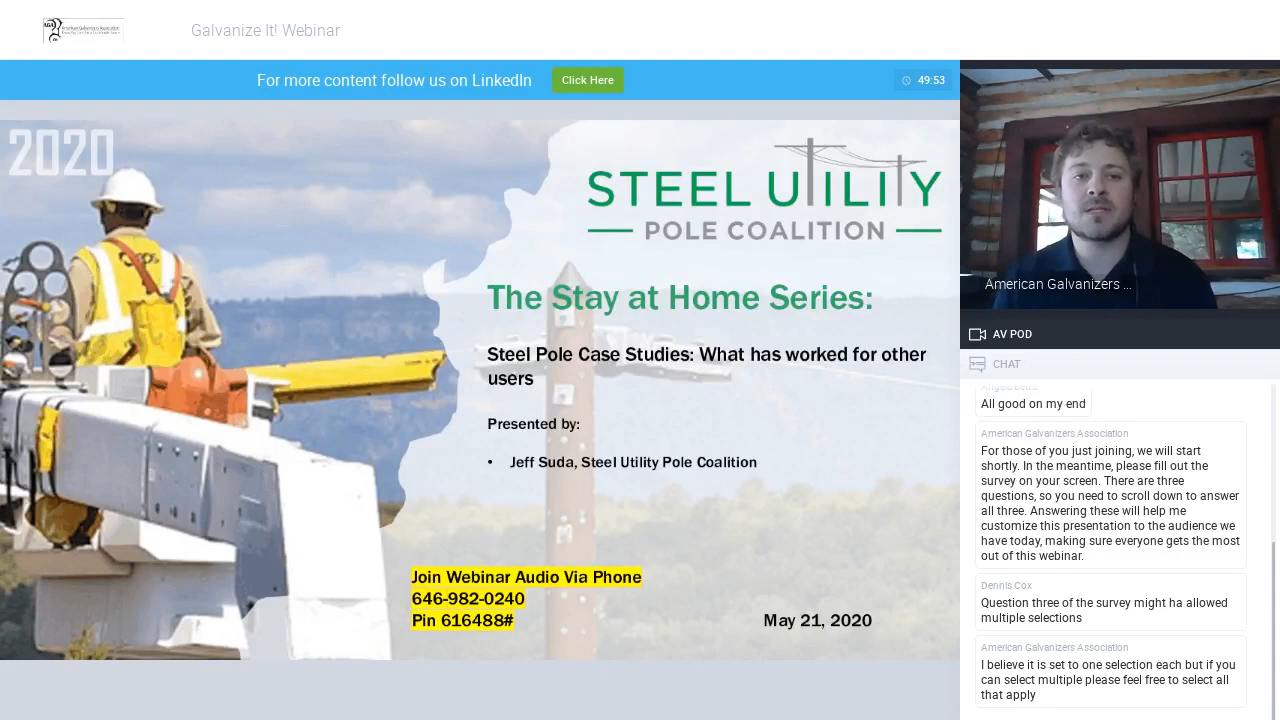 AGA
American Galvanizers Association
Galvanize It! Webinar
For more content follow us on LinkedIn
Click Here
49:53
2020
STEEL UTILITY
POLE COALITION
The Stay at Home Series:
Steel Pole Case Studies: What has worked for other
users
Presented by:
• Jeff Suda, Steel Utility Pole Coalition
Join Webinar Audio Via Phone
646-982-0240
Pin 616488#
May 21, 2020
American Galvanizers ...
AV POD
CHAT
All good on my end
American Galvanizers Association
For those of you just joining, we will start
shortly. In the meantime, please fill out the
survey on your screen. There are three
questions, so you need to scroll down to answer
all three. Answering these will help me
customize this presentation to the audience we
have today, making sure everyone gets the most
out of this webinar.
Dennis Cox
Question three of the survey might ha allowed
multiple selections
American Galvanizers Association
I believe it is set to one selection each but if you
can select multiple please feel free to select all
that apply